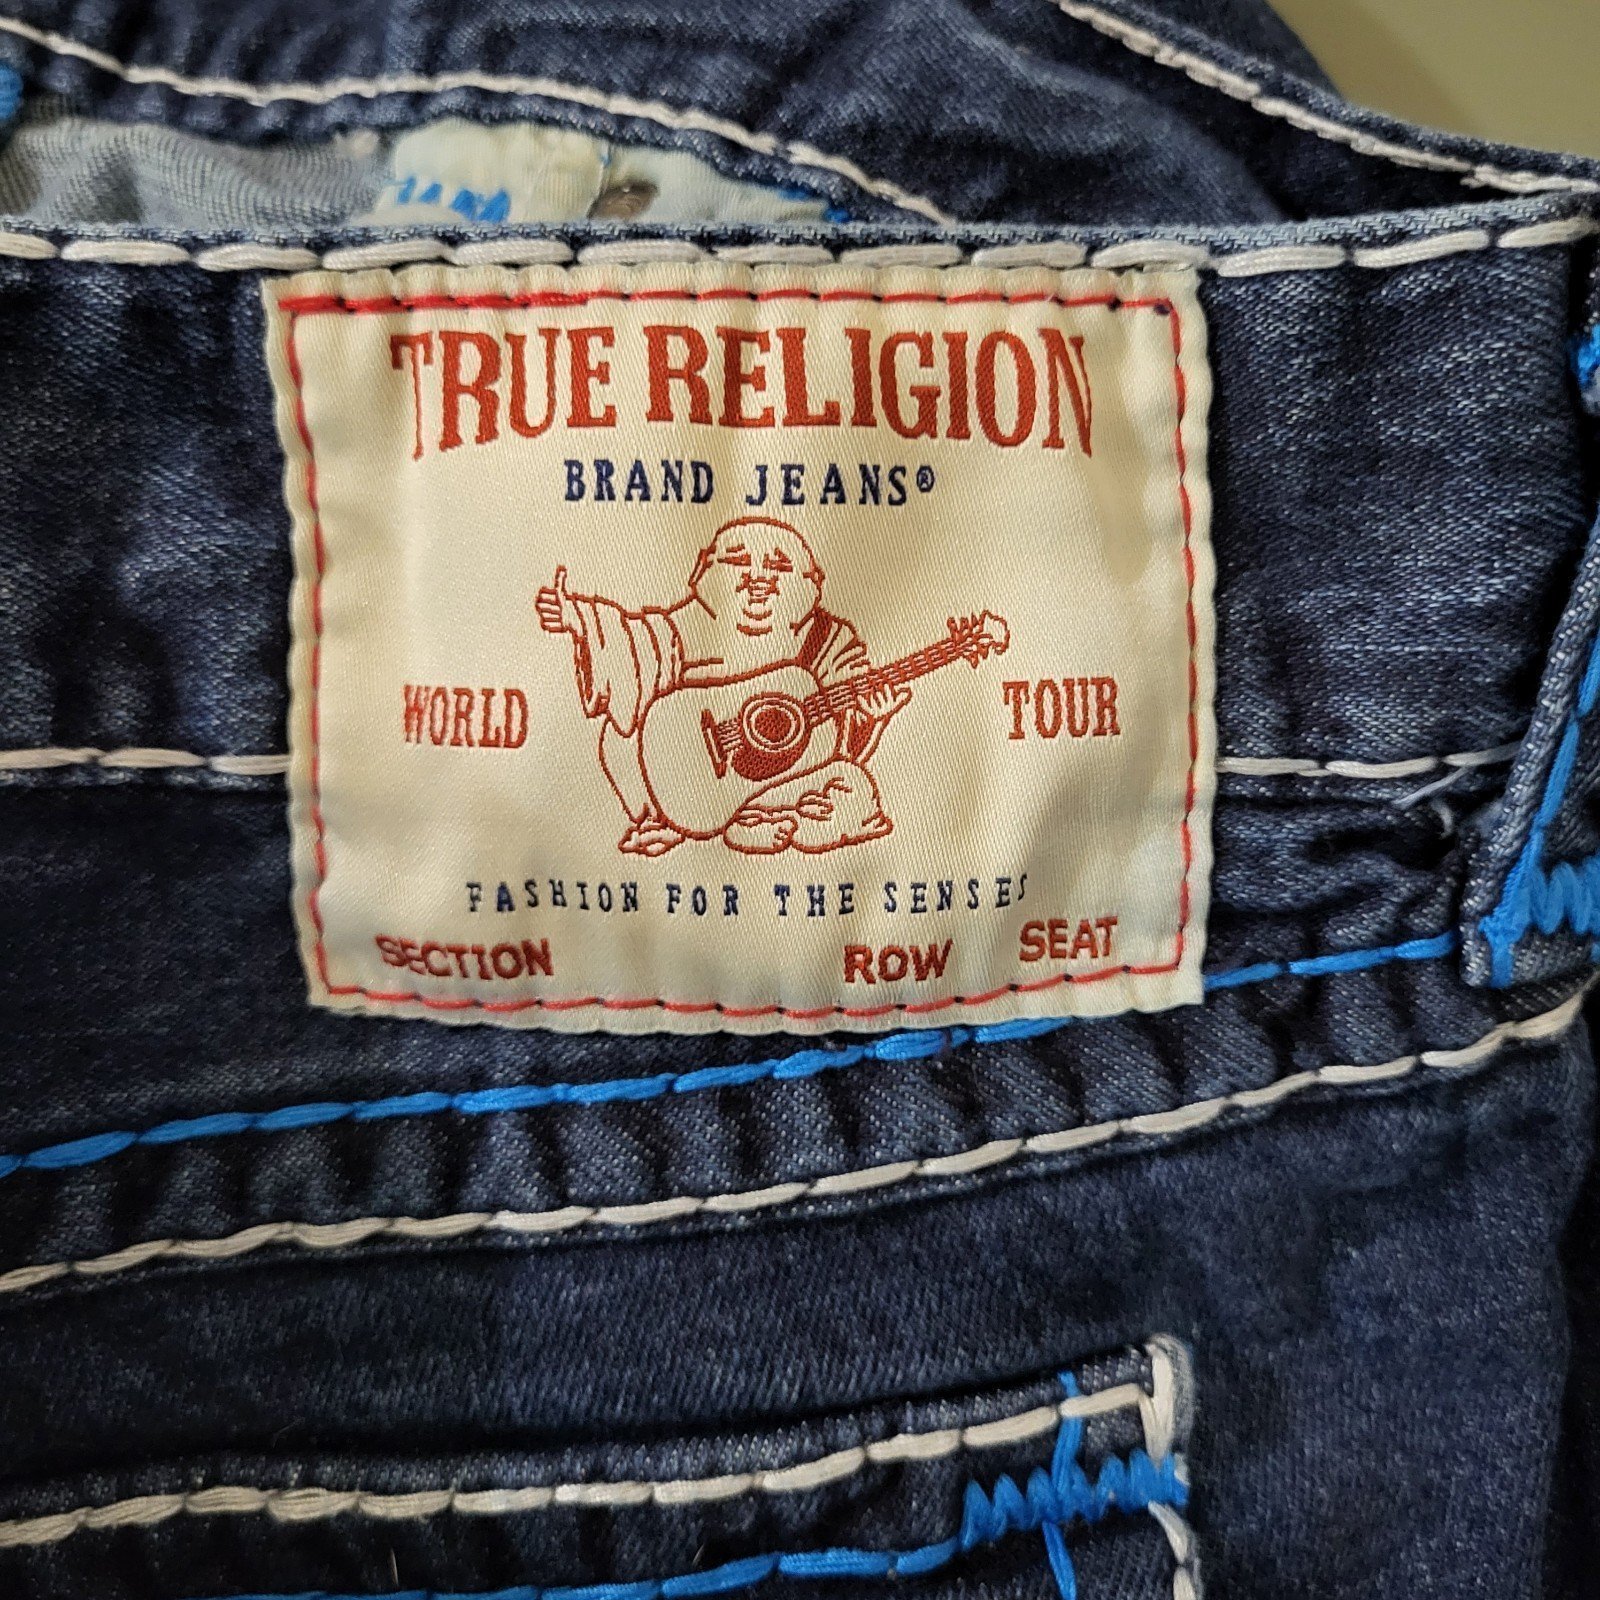 TRUE RELIGION
BRAND JEANS®
WORLD TOUR
FASHION FOR THE SENSES
SECTION ROW SEAT